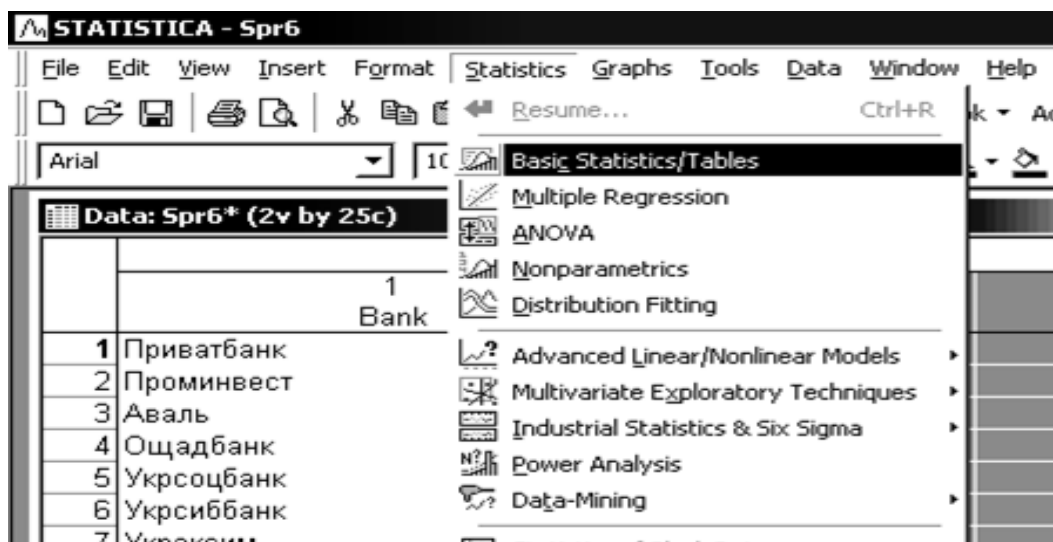 STATISTICA - Spr6
File Edit View Insert Format Statistics Graphs Tools Data Window Help
Resume... Ctrl+R
Arial 10
Basic Statistics/Tables
Multiple Regression
Data: Spr6* (2v by 25c)
ANOVA
Nonparametrics
1
Bank
Distribution Fitting
1 Приватбанк
Advanced Linear/Nonlinear Models
2 Проминвест
Multivariate Exploratory Techniques
3 Аваль
Industrial Statistics & Six Sigma
4 Ощадбанк
Power Analysis
5 Укрсоцбанк
Data-Mining
6 Укрсиббанк
7